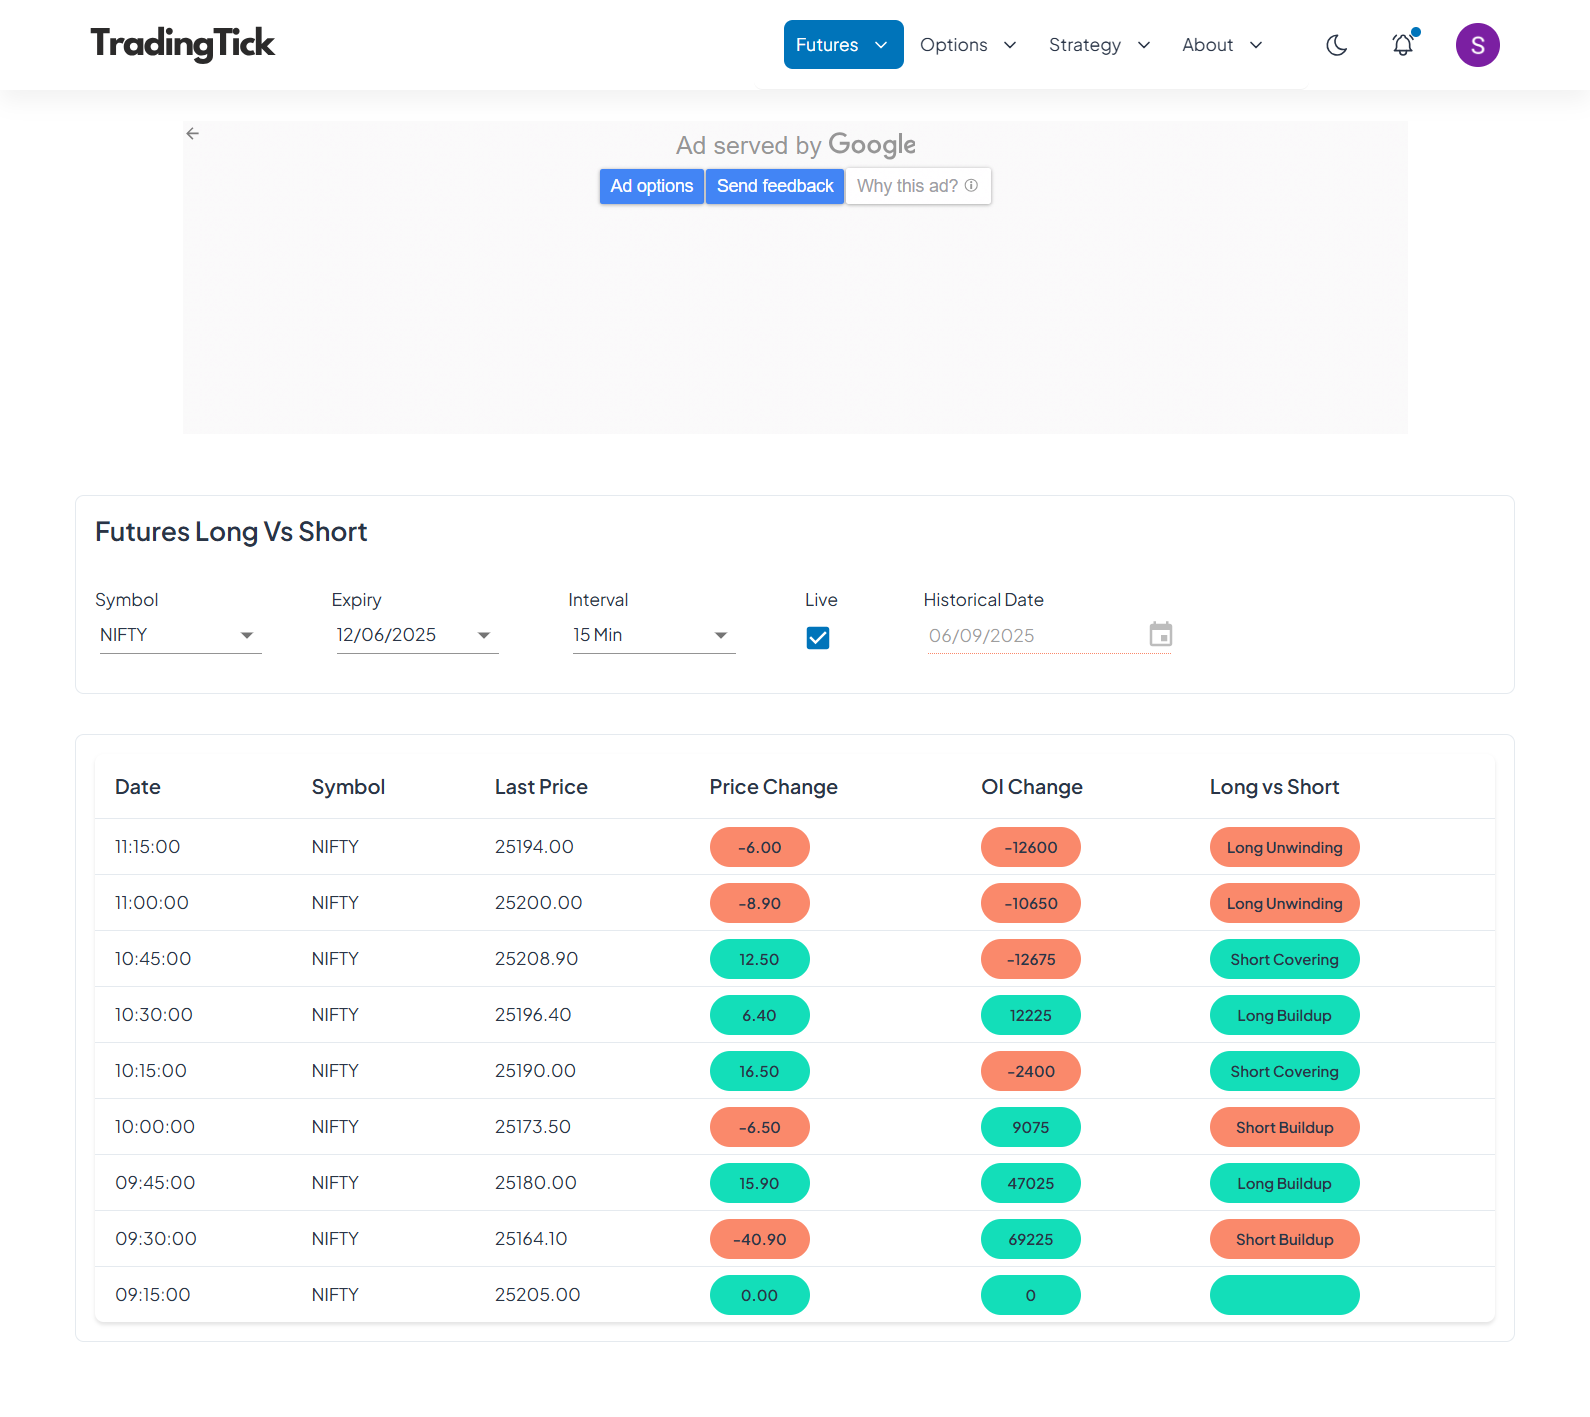 TradingTick
Futures Options Strategy About S
Ad served by Google
Ad options Send feedback Why this ad?
Futures Long Vs Short
Symbol Expiry Interval Live Historical Date
NIFTY 12/06/2025 15 Min 06/09/2025
Date Symbol Last Price Price Change OI Change Long vs Short
11:15:00 NIFTY 25194.00 -6.00 -12600 Long Unwinding
11:00:00 NIFTY 25200.00 -8.90 -10650 Long Unwinding
10:45:00 NIFTY 25208.90 12.50 -12675 Short Covering
10:30:00 NIFTY 25196.40 6.40 12225 Long Buildup
10:15:00 NIFTY 25190.00 16.50 -2400 Short Covering
10:00:00 NIFTY 25173.50 -6.50 9075 Short Buildup
09:45:00 NIFTY 25180.00 15.90 47025 Long Buildup
09:30:00 NIFTY 25164.10 -40.90 69225 Short Buildup
09:15:00 NIFTY 25205.00 0.00 0